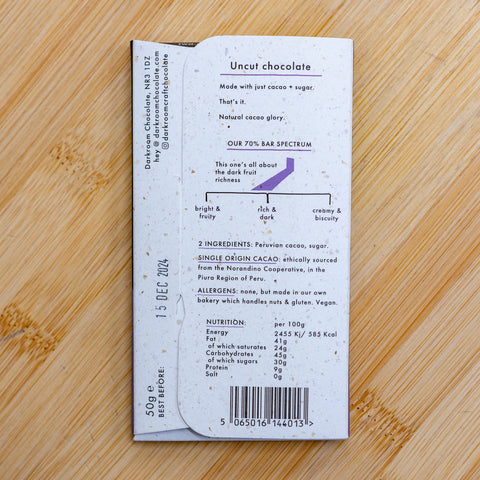 Uncut chocolate
Made with just cacao + sugar.
That's it.
Natural cacao glory.
OUR 70% BAR SPECTRUM
This one's all about
the dark fruit
richness
bright &
fruity
rich &
dark
creamy &
biscuity
2 INGREDIENTS: Peruvian cacao, sugar.
SINGLE ORIGIN CACAO: ethically sourced
from the Norandino Cooperative, in the
Piura Region of Peru.
ALLERGENS: none, but made in our own
bakery which handles nuts & gluten. Vegan.
NUTRITION: per 100g
Energy 2455 Kj/ 585 Kcal
Fat 41g
of which saturates 24g
Carbohydrates 45g
of which sugars 30g
Protein 9g
Salt 0g
5 065016 144013 >
Darkroom Chocolate, NR3 1DZ
hey @ darkroomchocolate.com
darkroomcraftchocolate
15 DEC 2024
50g e
BEST BEFORE: